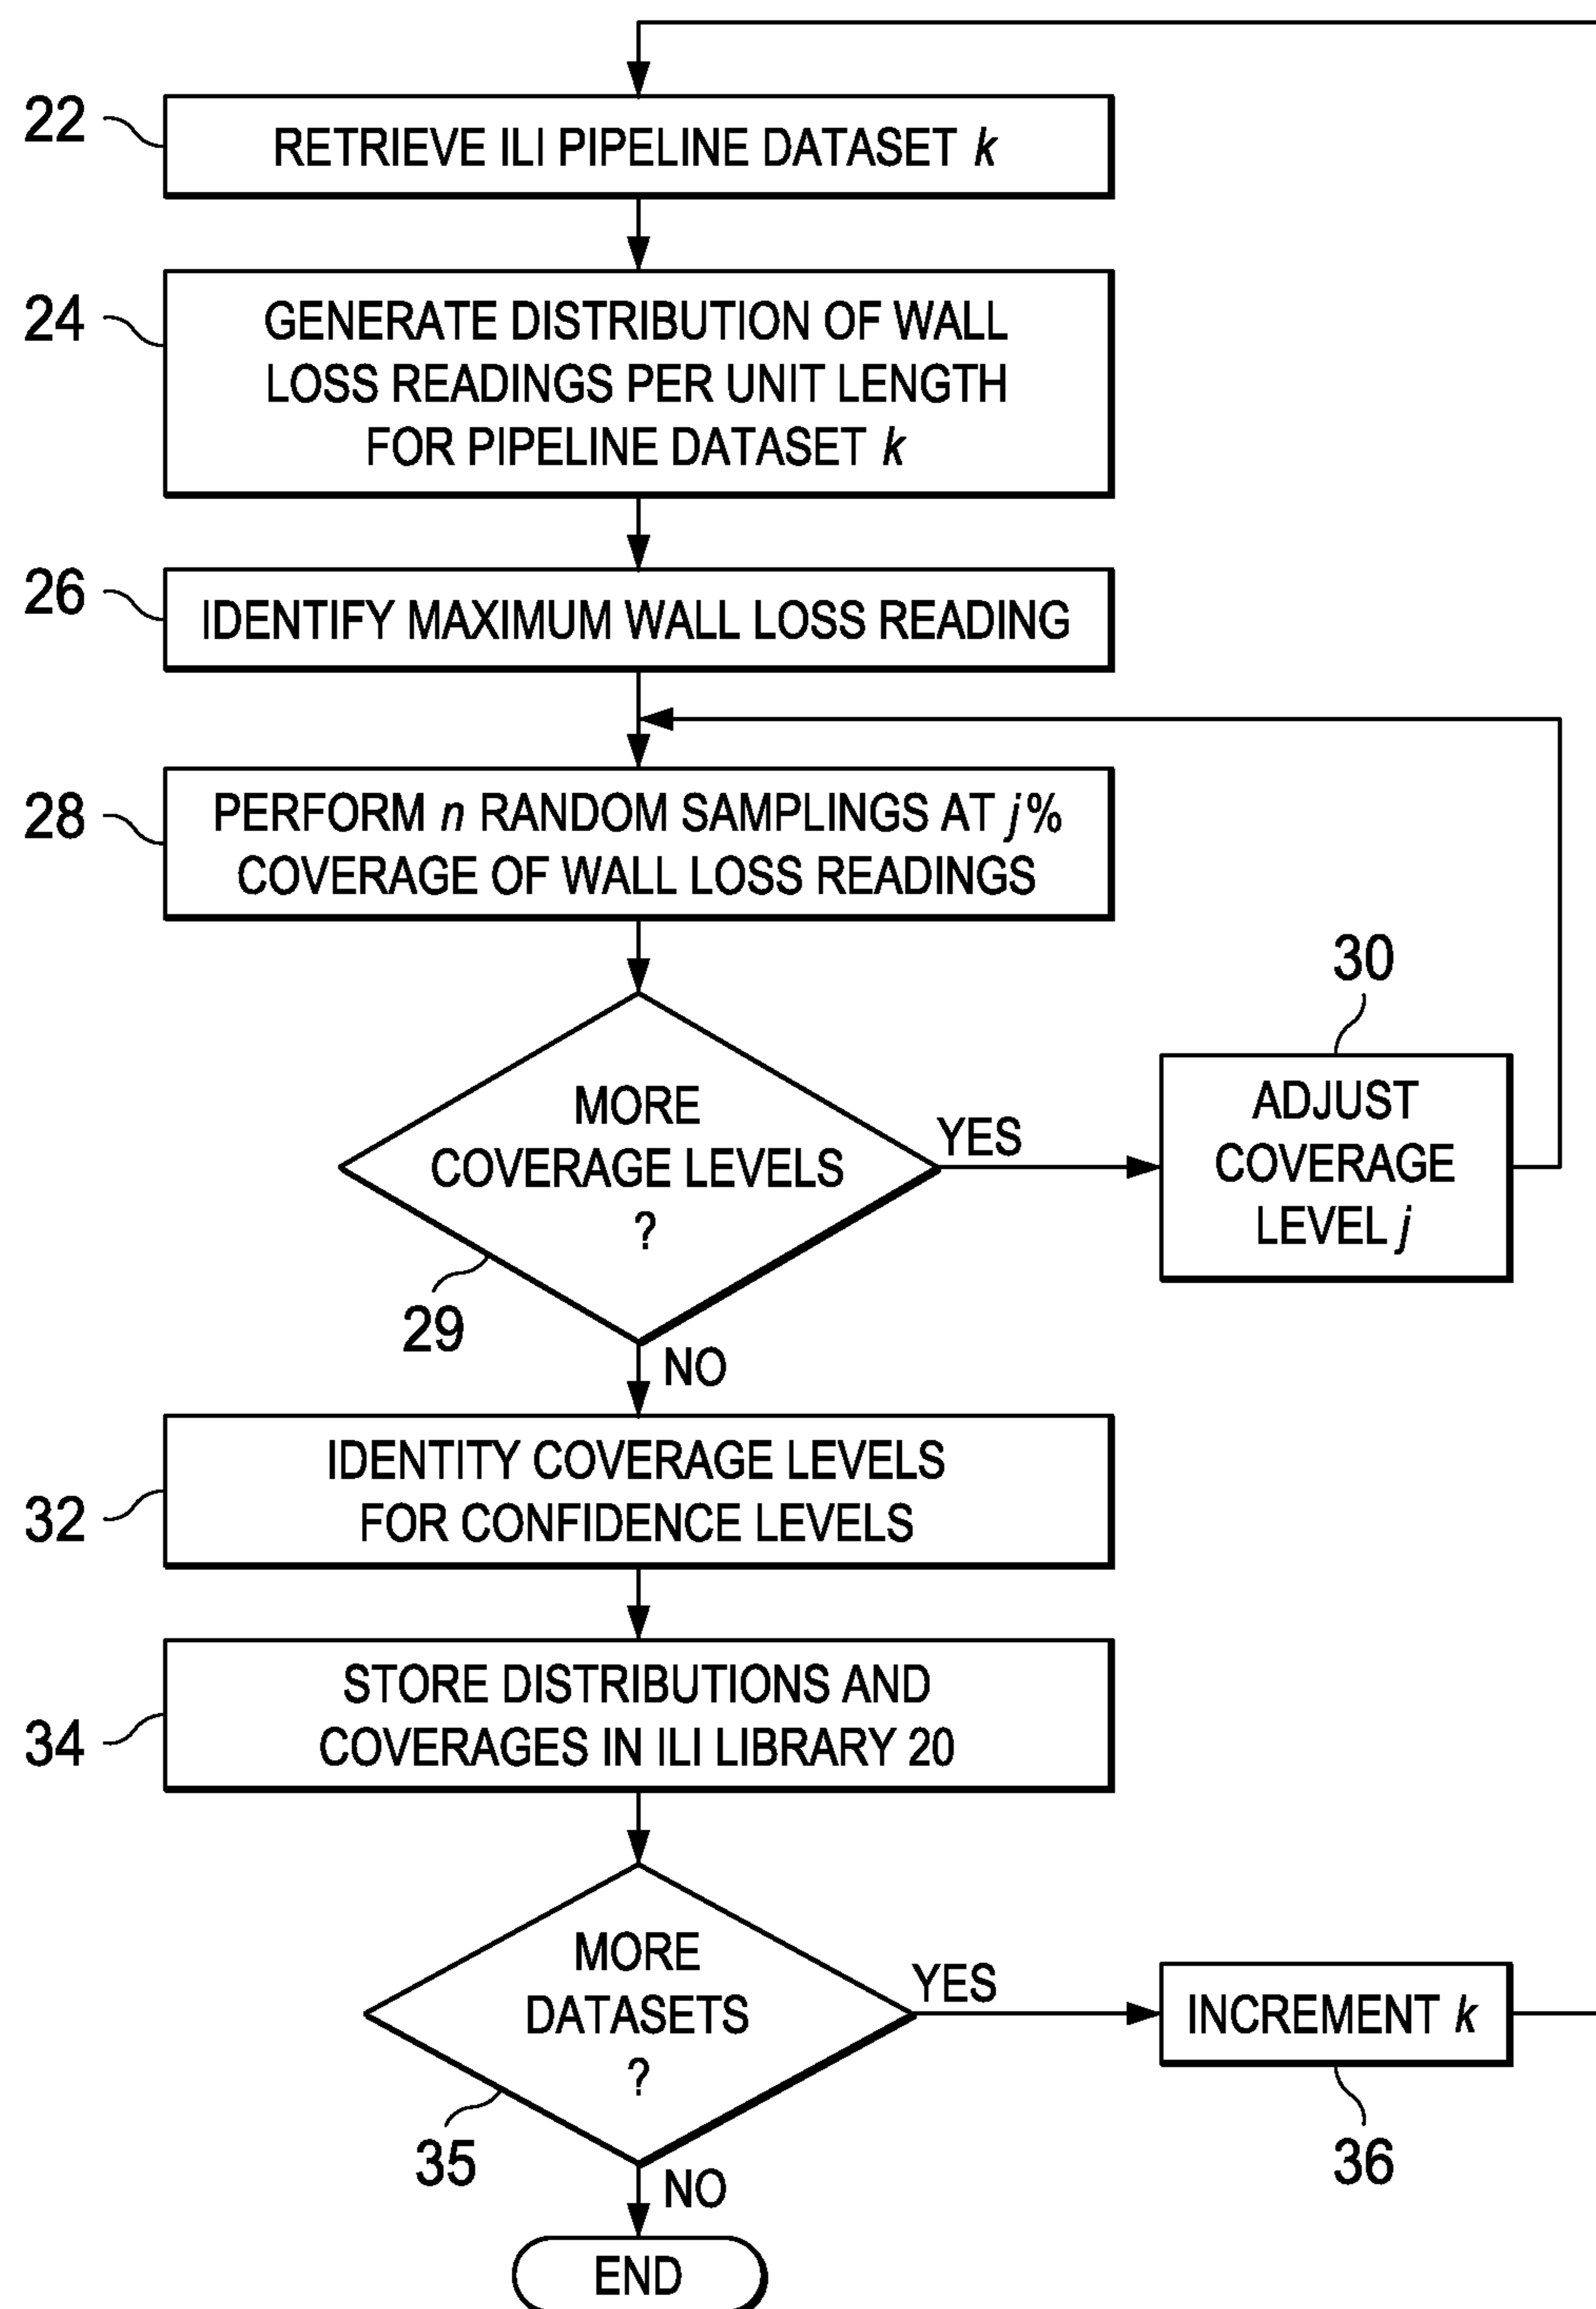 22
RETRIEVE ILI PIPELINE DATASET k
24
GENERATE DISTRIBUTION OF WALL
LOSS READINGS PER UNIT LENGTH
FOR PIPELINE DATASET k
26
IDENTIFY MAXIMUM WALL LOSS READING
28
PERFORM n RANDOM SAMPLINGS AT j%
COVERAGE OF WALL LOSS READINGS
MORE
COVERAGE LEVELS
?
29
YES
30
ADJUST
COVERAGE
LEVEL j
NO
32
IDENTITY COVERAGE LEVELS
FOR CONFIDENCE LEVELS
34
STORE DISTRIBUTIONS AND
COVERAGES IN ILI LIBRARY 20
MORE
DATASETS
?
35
YES
INCREMENT k
36
NO
END